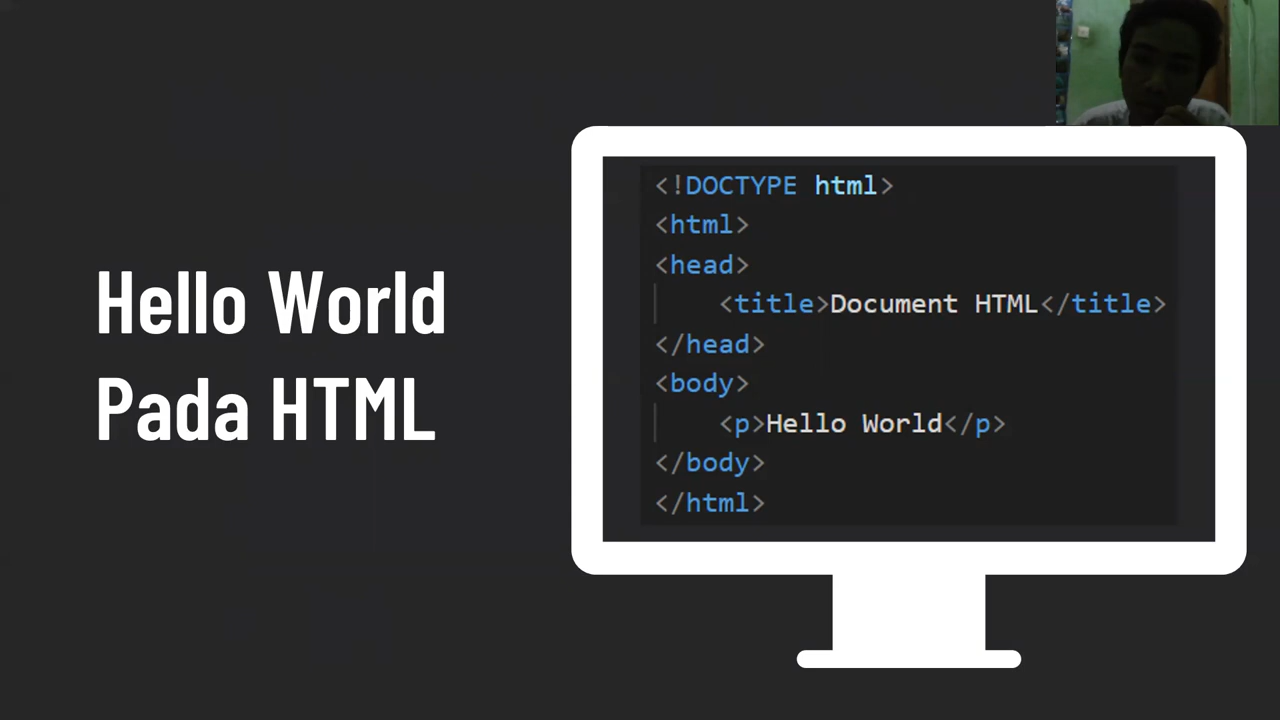 Hello World
Pada HTML
<!DOCTYPE html>
<html>
<head>
    <title>Document HTML</title>
</head>
<body>
    <p>Hello World</p>
</body>
</html>